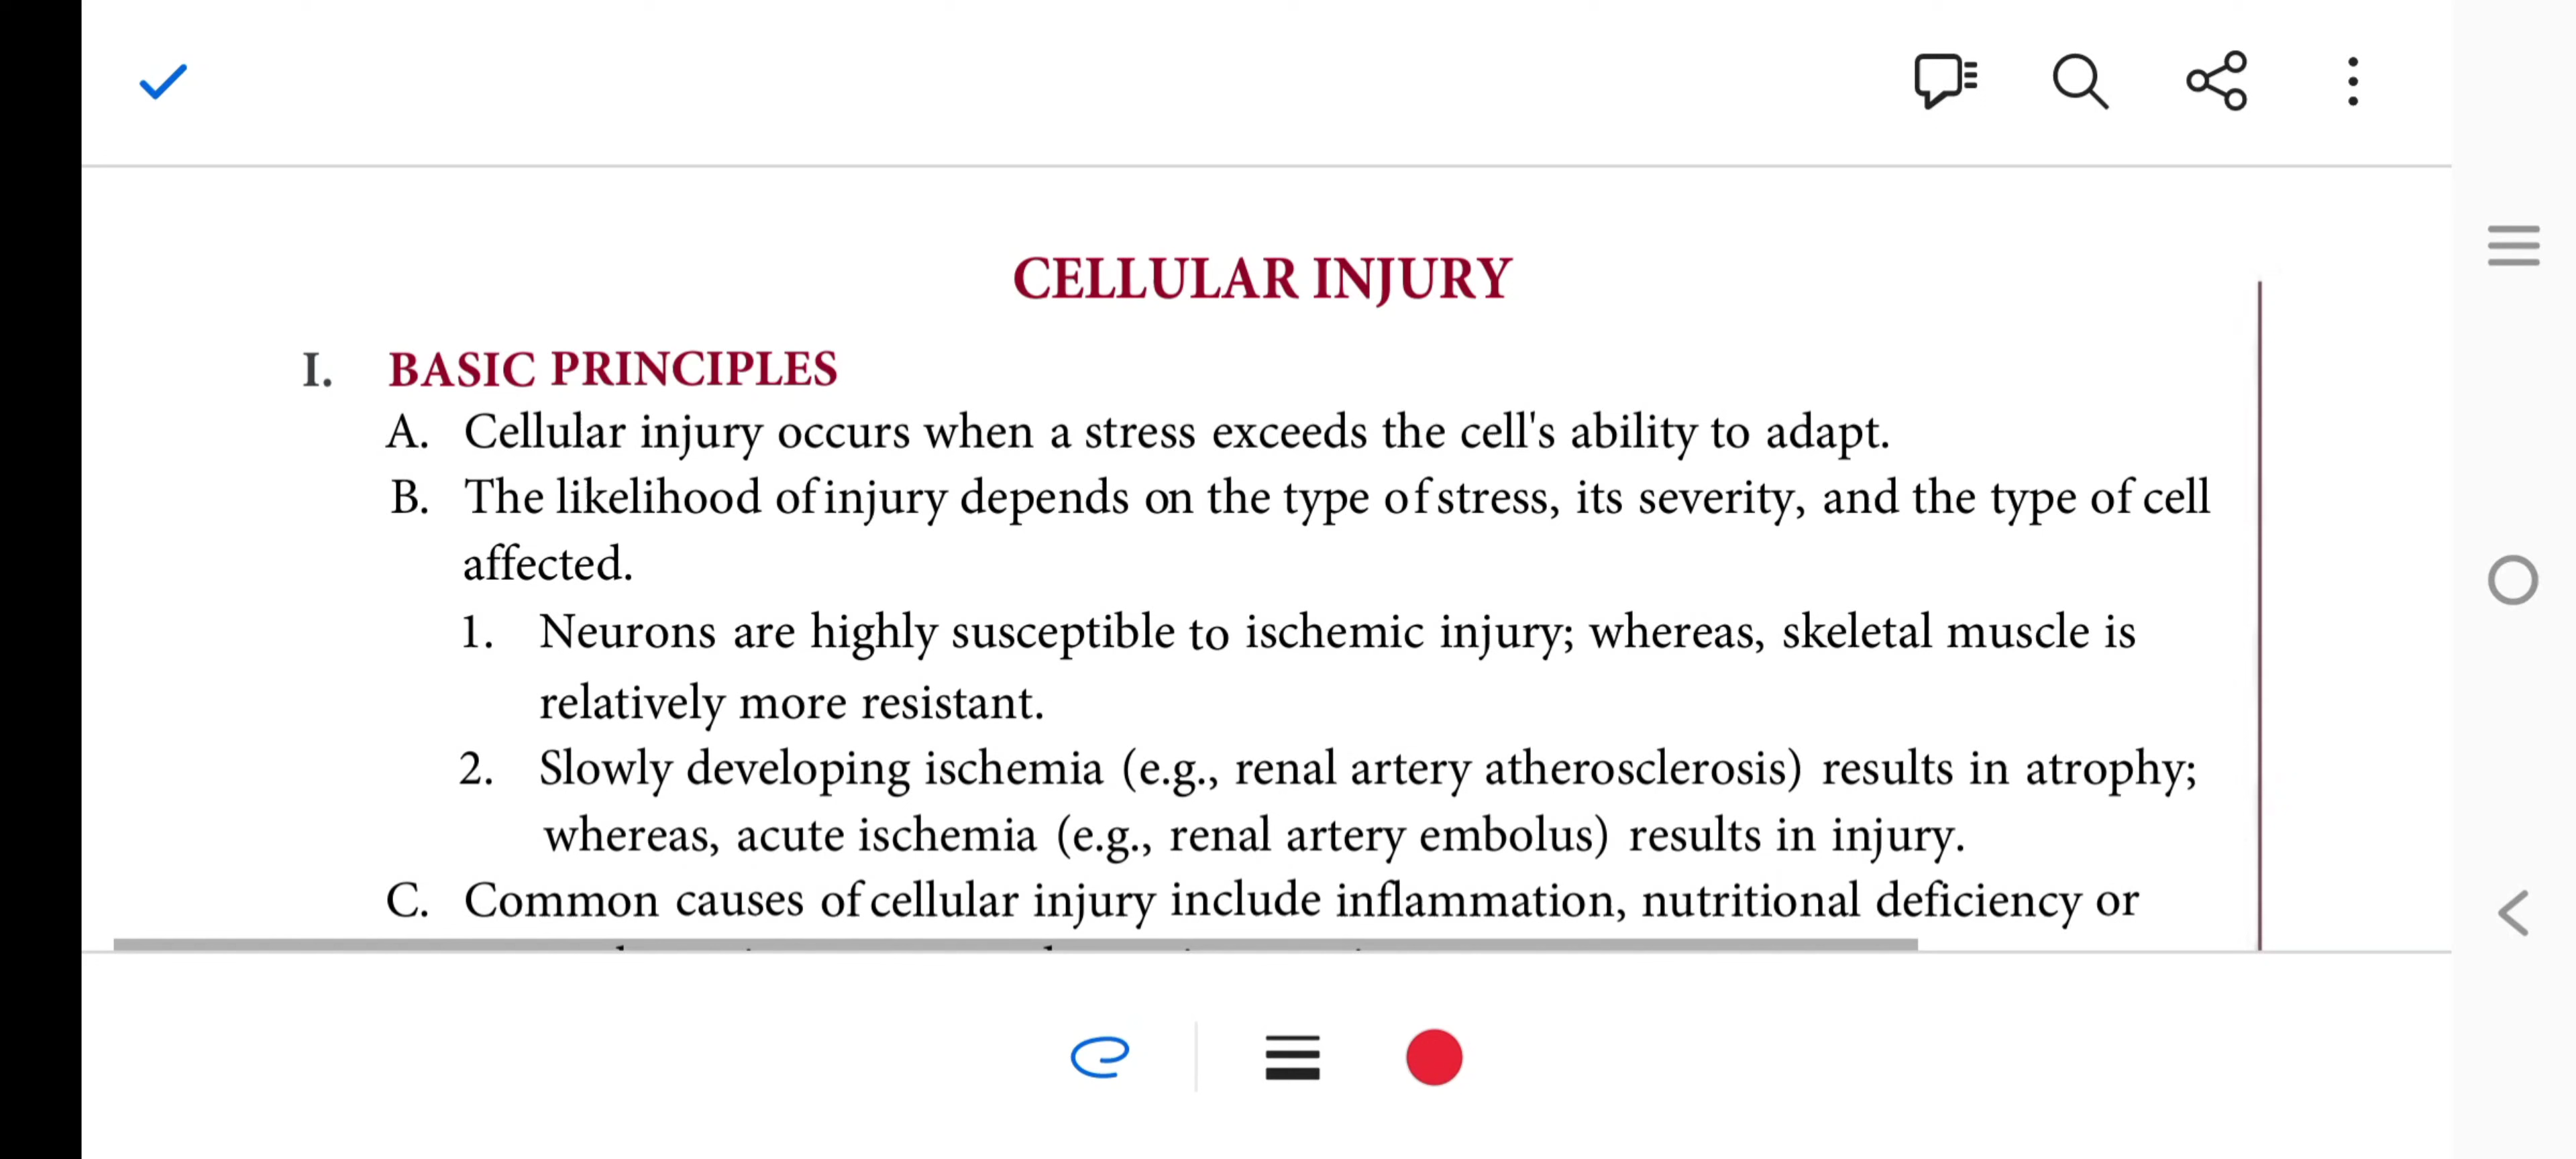 CELLULAR INJURY
I. BASIC PRINCIPLES
A. Cellular injury occurs when a stress exceeds the cell's ability to adapt.
B. The likelihood of injury depends on the type of stress, its severity, and the type of cell
affected.
1. Neurons are highly susceptible to ischemic injury; whereas, skeletal muscle is
relatively more resistant.
2. Slowly developing ischemia (e.g., renal artery atherosclerosis) results in atrophy;
whereas, acute ischemia (e.g., renal artery embolus) results in injury.
C. Common causes of cellular injury include inflammation, nutritional deficiency or